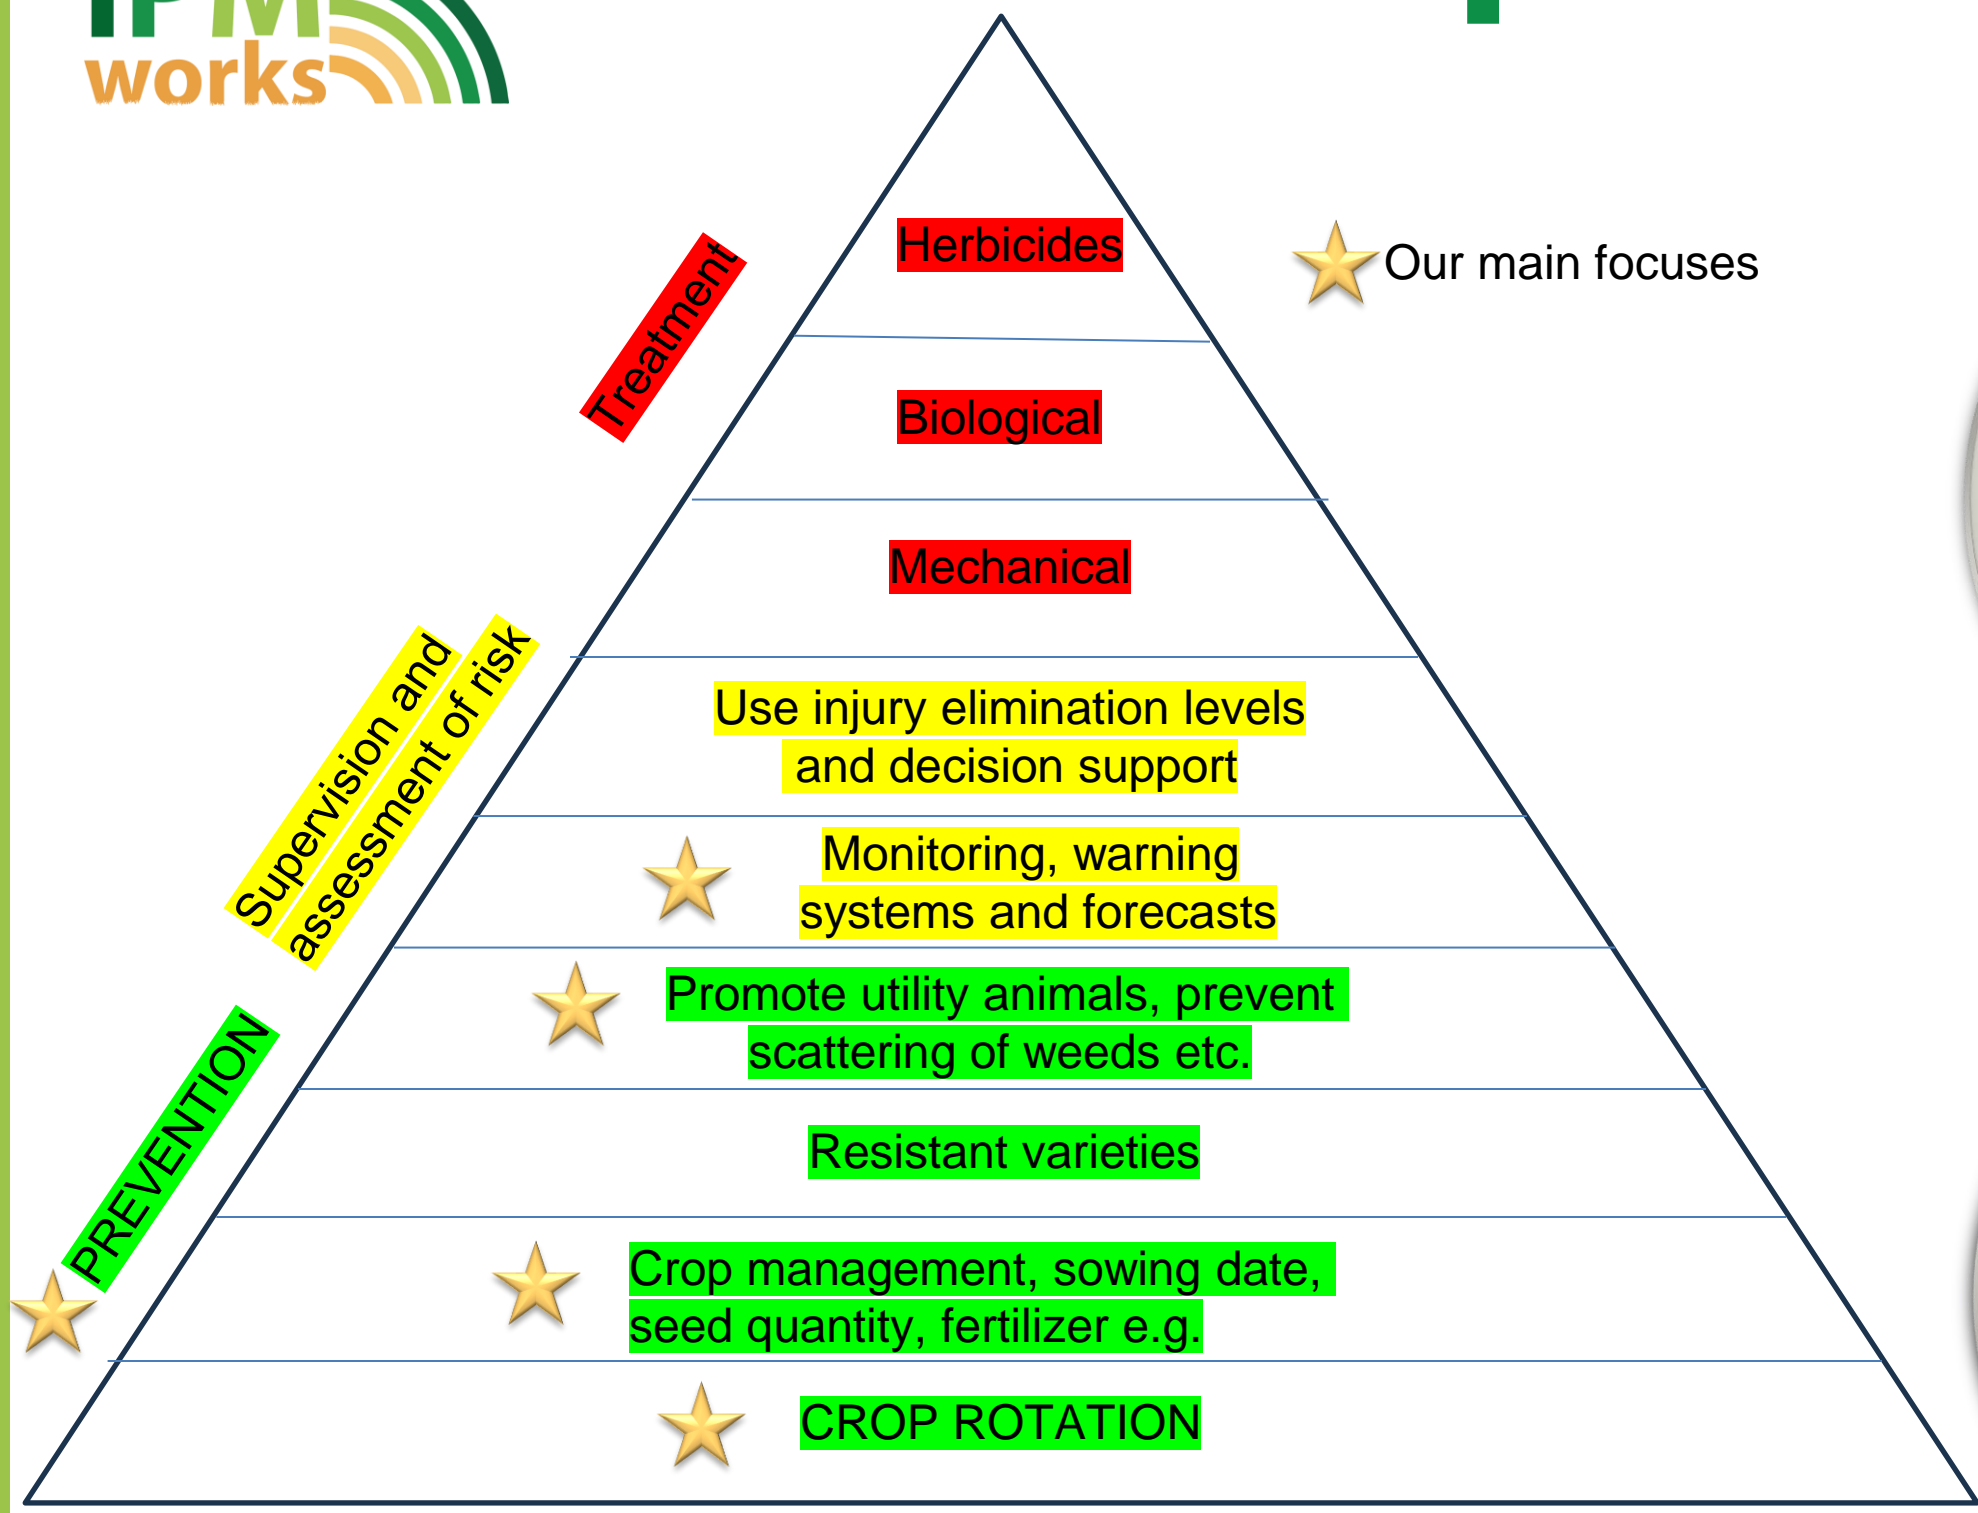 IPM
works
Herbicides
Our main focuses
Treatment
Biological
Mechanical
Supervision and
assessment of risk
Use injury elimination levels
and decision support
Monitoring, warning
systems and forecasts
PREVENTION
Promote utility animals, prevent
scattering of weeds etc.
Resistant varieties
Crop management, sowing date,
seed quantity, fertilizer e.g.
CROP ROTATION